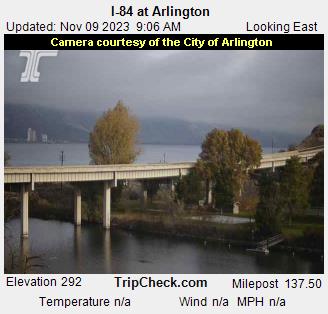 I-84 at Arlington
Updated: Nov 09 2023 9:06 AM Looking East
Camera courtesy of the City of Arlington
Elevation 292 TripCheck.com Milepost 137.50
Temperature n/a Wind n/a MPH n/a